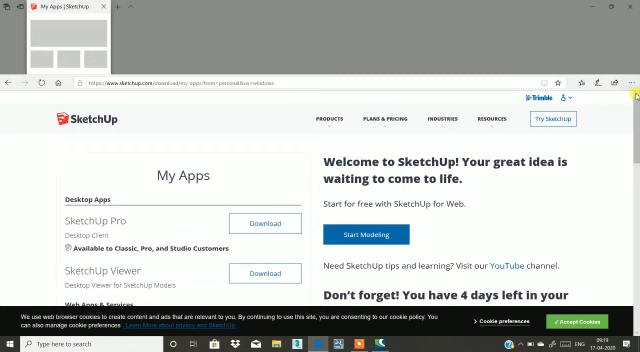 My Apps | SketchUp
https://www.sketchup.com/download/my-apps?from=personal&os=windows
Trimble
SketchUp
PRODUCTS
PLANS & PRICING
INDUSTRIES
RESOURCES
Try SketchUp
My Apps
Desktop Apps
SketchUp Pro
Download
Desktop Client
Available to Classic, Pro, and Studio Customers
SketchUp Viewer
Download
Desktop Viewer for SketchUp Models
Web Apps & Services
Welcome to SketchUp! Your great idea is
waiting to come to life.
Start for free with SketchUp for Web.
Start Modeling
Need SketchUp tips and learning? Visit our YouTube channel.
Don't forget! You have 4 days left in your
We use web browser cookies to create content and ads that are relevant to you. By continuing to use this site, you are consenting to our cookie policy. You
can also manage cookie preferences. Learn More about privacy and SketchUp
> Cookie preferences
✓ Accept Cookies
Type here to search
ENG
09:19
17-04-2020